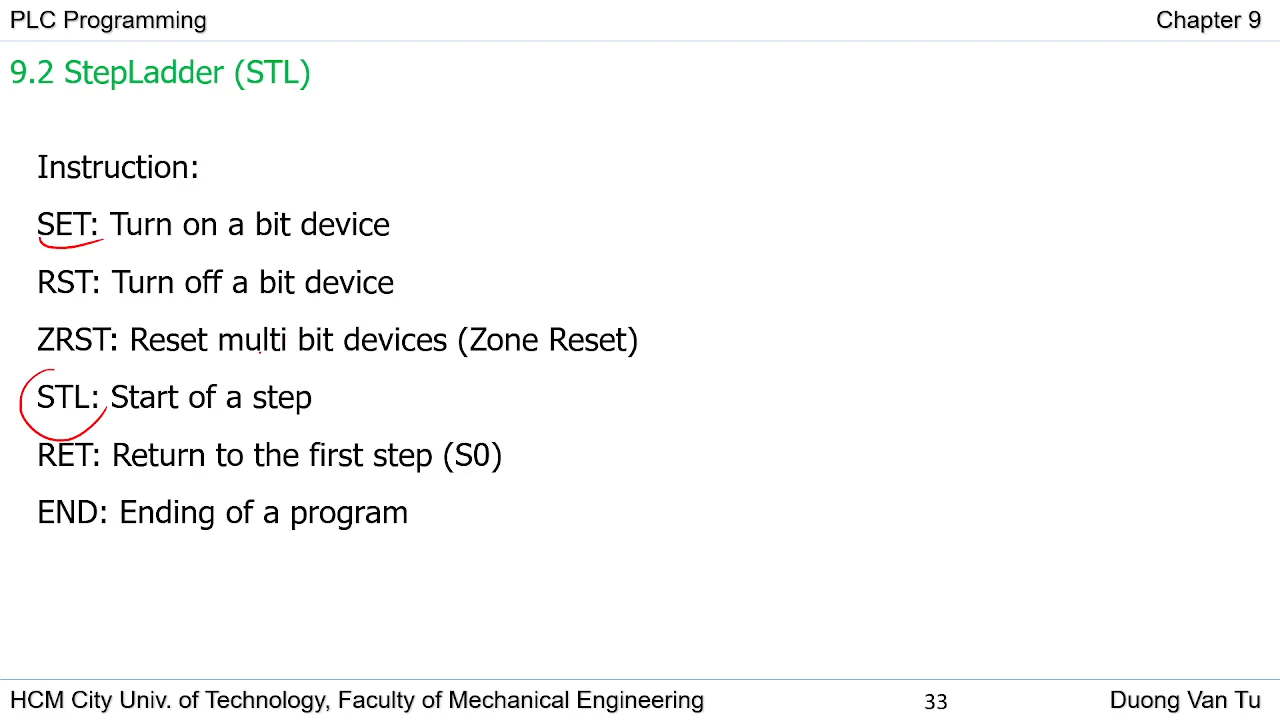 PLC Programming
Chapter 9
9.2 StepLadder (STL)
Instruction:
SET: Turn on a bit device
RST: Turn off a bit device
ZRST: Reset multi bit devices (Zone Reset)
STL: Start of a step
RET: Return to the first step (S0)
END: Ending of a program
HCM City Univ. of Technology, Faculty of Mechanical Engineering
33
Duong Van Tu